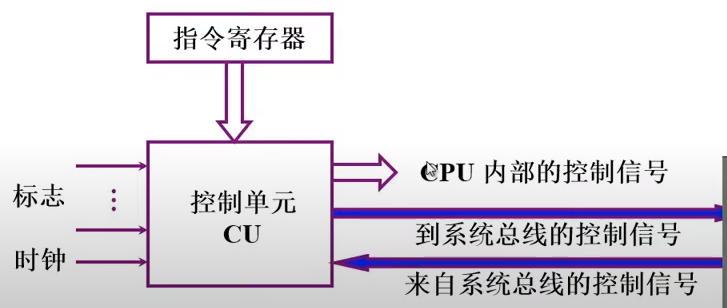 指令寄存器
标志
⋮
时钟
控制单元
CU
CPU 内部的控制信号
到系统总线的控制信号
来自系统总线的控制信号